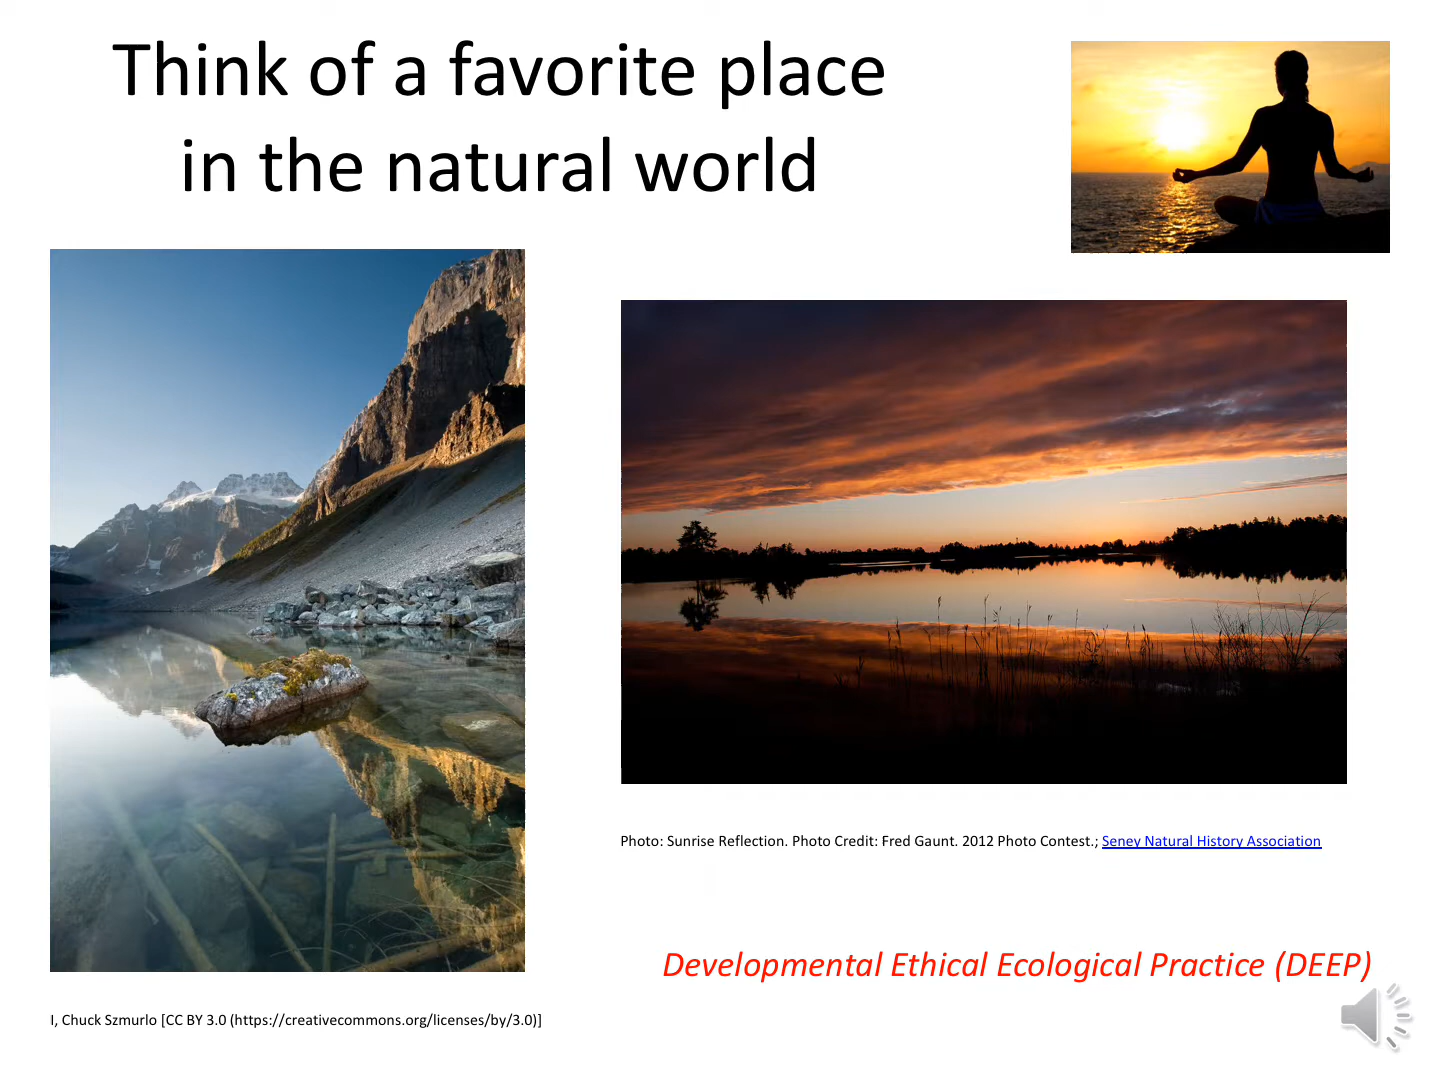 Think of a favorite place
in the natural world
Photo: Sunrise Reflection. Photo Credit: Fred Gaunt. 2012 Photo Contest.; Seney Natural History Association
Developmental Ethical Ecological Practice (DEEP)
I, Chuck Szmurlo [CC BY 3.0 (https://creativecommons.org/licenses/by/3.0)]